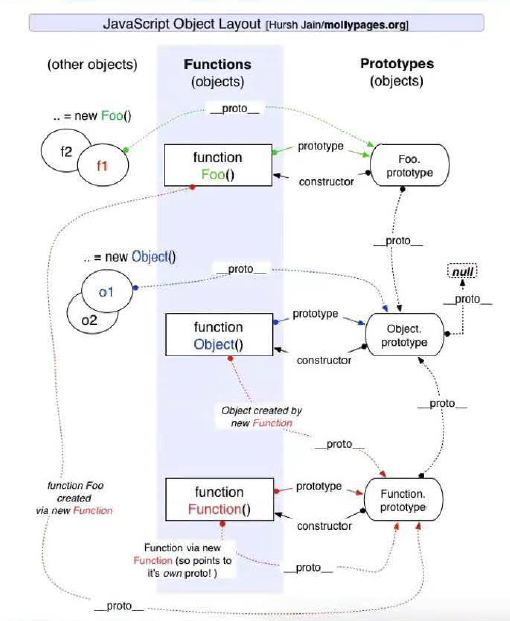 JavaScript Object Layout [Hursh Jain/mollypages.org]
(other objects)
Functions
(objects)
Prototypes
(objects)
.. = new Foo()
__proto__
f2
f1
function
Foo()
prototype
constructor
Foo.
prototype
__proto__
.. = new Object()
__proto__
null
__proto__
o1
o2
function
Object()
prototype
constructor
Object.
prototype
Object created by
new Function
__proto__
__proto__
function Foo
created
via new Function
function
Function()
prototype
constructor
Function.
prototype
Function via new
Function (so points to
it's own proto! )
__proto__
__proto__